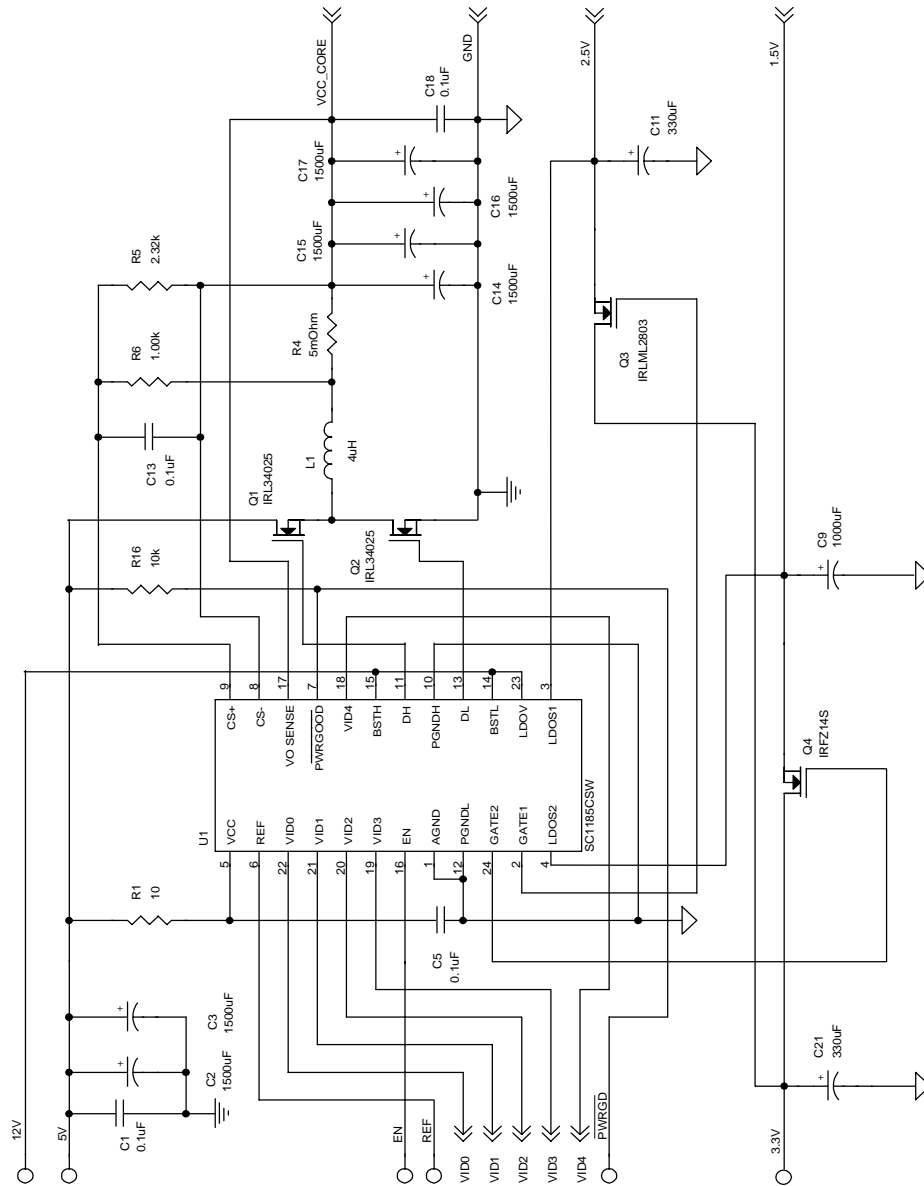 12V
5V
C1
0.1uF
C2
1500uF
C3
1500uF
R1
10
EN
REF
VID0
VID1
VID2
VID3
VID4
PWRGD
3.3V
C5
0.1uF
U1
5
VCC
6
REF
22
VID0
21
VID1
20
VID2
19
VID3
16
EN
1
AGND
12
PGNDL
24
GATE2
2
GATE1
4
LDOS2
CS+
9
CS-
8
VO SENSE
17
PWRGOOD
7
VID4
18
BSTH
15
DH
11
PGNDH
10
DL
13
BSTL
14
LDOV
23
LDOS1
3
SC1185CSW
R16
10k
C13
0.1uF
R6
1.00k
R5
2.32k
Q1
IRL34025
Q2
IRL34025
L1
4uH
R4
5mOhm
C14
1500uF
C15
1500uF
C16
1500uF
C17
1500uF
C18
0.1uF
VCC_CORE
GND
2.5V
1.5V
C11
330uF
Q3
IRLML2803
Q4
IRFZ14S
C9
1000uF
C21
330uF
+
+
+
+
+
+
+
+
+